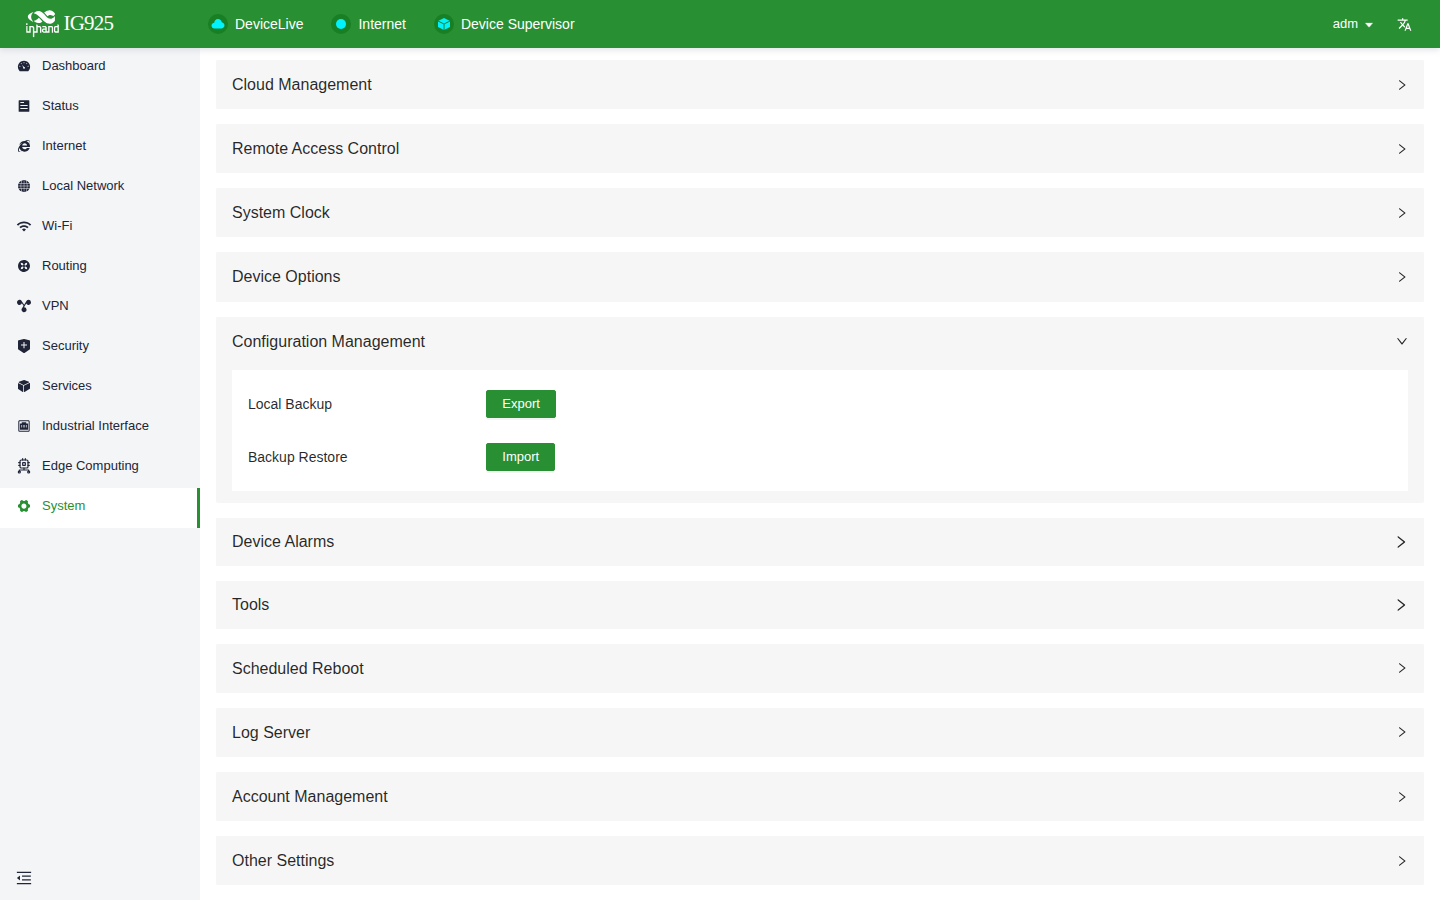 inhand IG925
DeviceLive
Internet
Device Supervisor
adm
Dashboard
Status
Internet
Local Network
Wi-Fi
Routing
VPN
Security
Services
Industrial Interface
Edge Computing
System
Cloud Management
Remote Access Control
System Clock
Device Options
Configuration Management
Local Backup
Export
Backup Restore
Import
Device Alarms
Tools
Scheduled Reboot
Log Server
Account Management
Other Settings